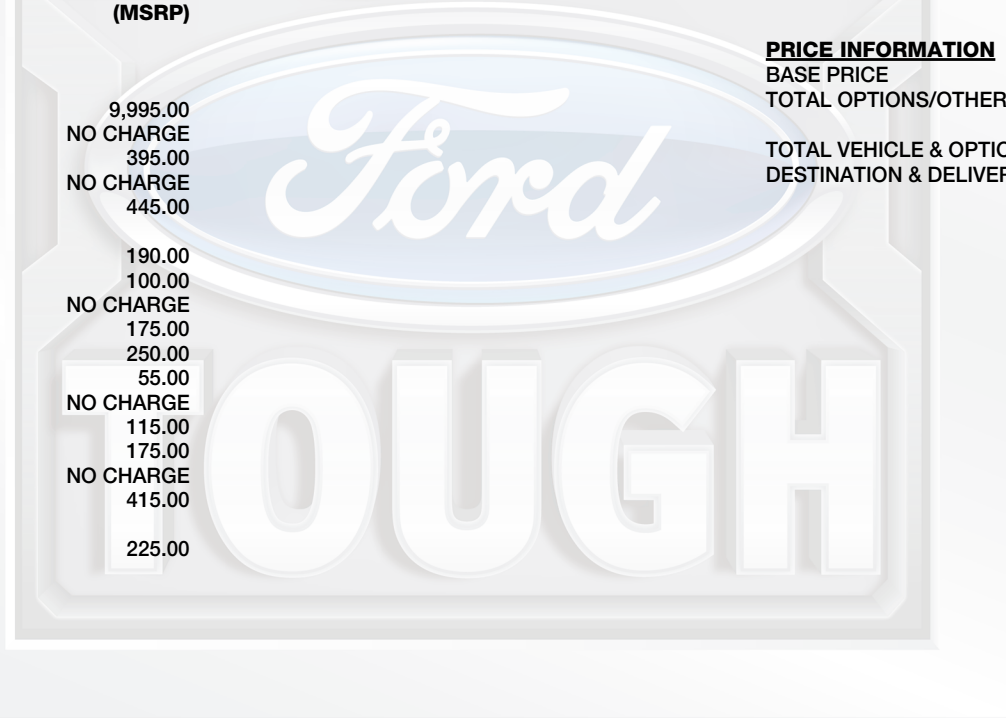 (MSRP)
9,995.00
NO CHARGE
395.00
NO CHARGE
445.00
190.00
100.00
NO CHARGE
175.00
250.00
55.00
NO CHARGE
115.00
175.00
NO CHARGE
415.00
225.00
PRICE INFORMATION
BASE PRICE
TOTAL OPTIONS/OTHER
TOTAL VEHICLE & OPTIO
DESTINATION & DELIVER
Ford
TOUGH